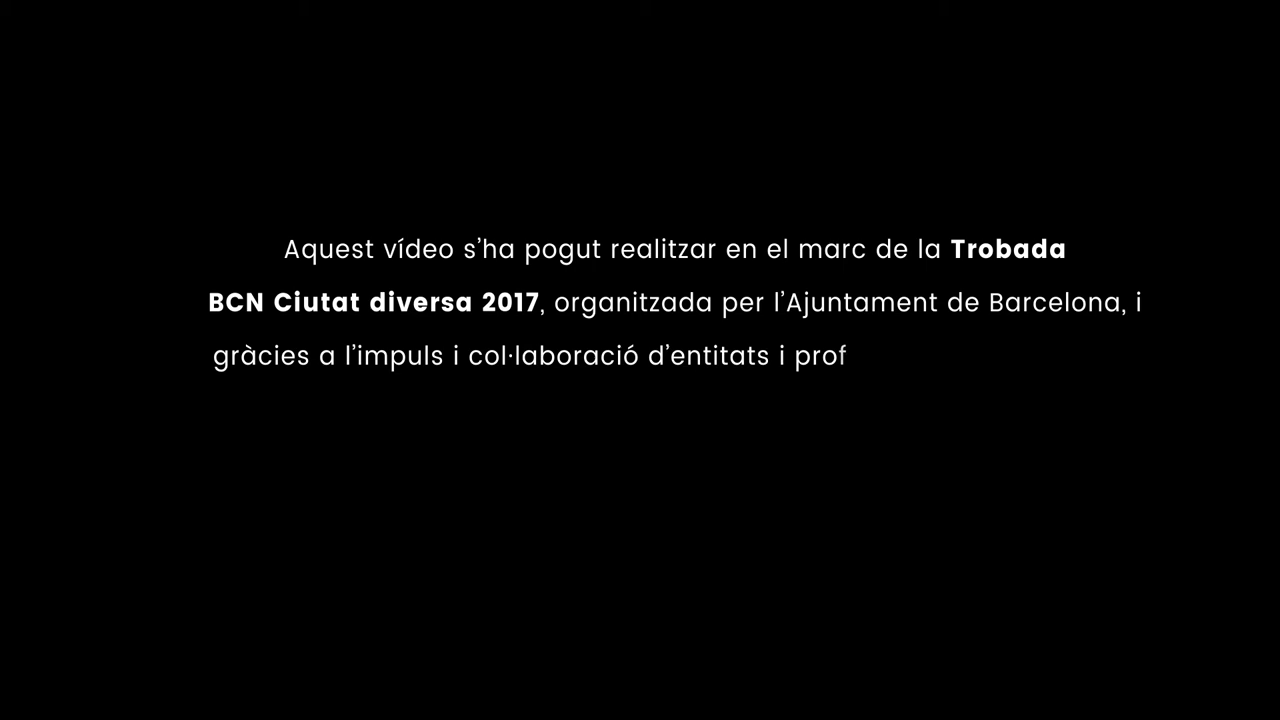 Aquest vídeo s’ha pogut realitzar en el marc de la Trobada
BCN Ciutat diversa 2017, organitzada per l’Ajuntament de Barcelona, i
gràcies a l’impuls i col·laboració d’entitats i prof